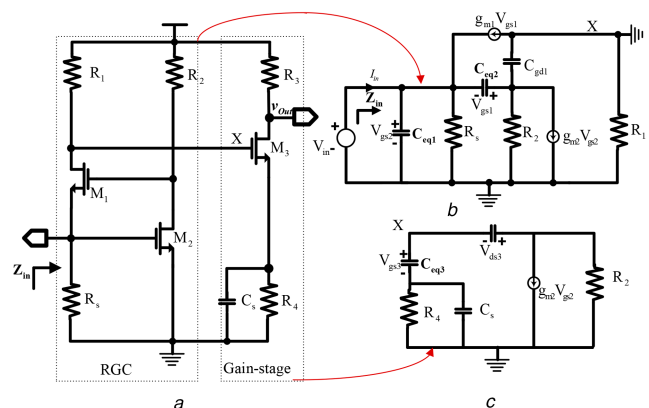 R1
R2
R3
vOut
X
M3
M1
M2
Zin
Rs
Cs
R4
RGC
Gain-stage
a
gm1Vgs1
X
Iin
Zin
Ceq2
Cgd1
Vgs1
Vin
+
-
Vgs2
+
-
Ceq1
Rs
R2
gm2Vgs2
R1
b
X
Vds3
- +
Vgs3
+
-
Ceq3
R4
Cs
gm2Vgs2
R2
c